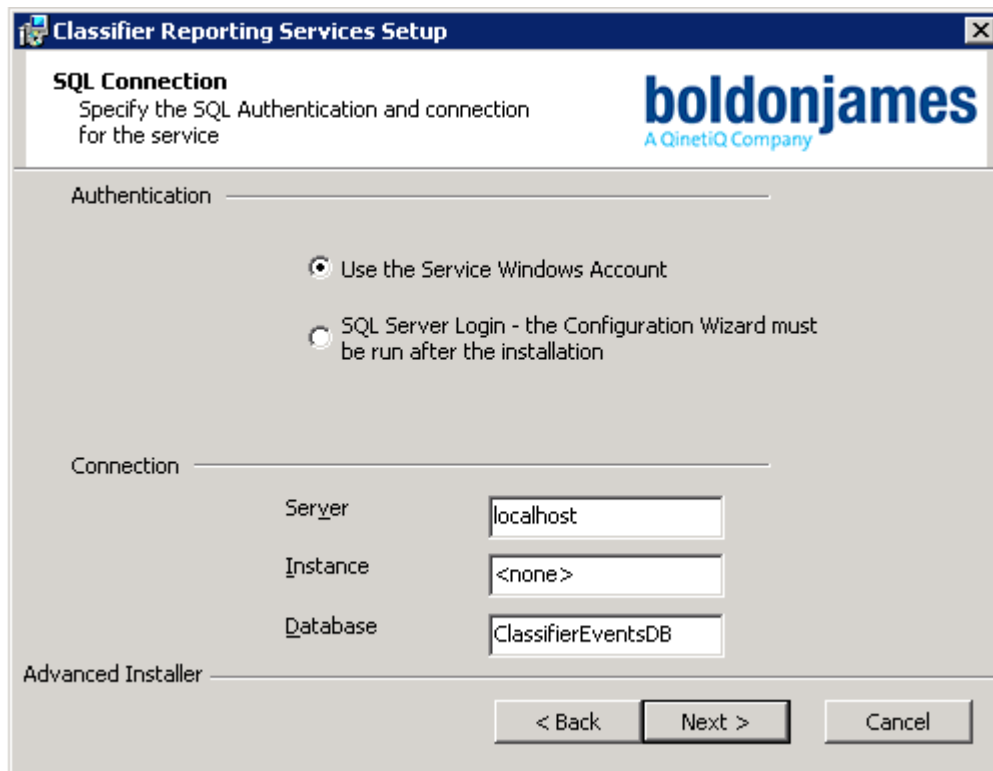 Classifier Reporting Services Setup
SQL Connection
Specify the SQL Authentication and connection
for the service
boldonjames
A QinetiQ Company
Authentication
Use the Service Windows Account
SQL Server Login - the Configuration Wizard must
be run after the installation
Connection
Server
localhost
Instance
<none>
Database
ClassifierEventsDB
Advanced Installer
< Back
Next >
Cancel